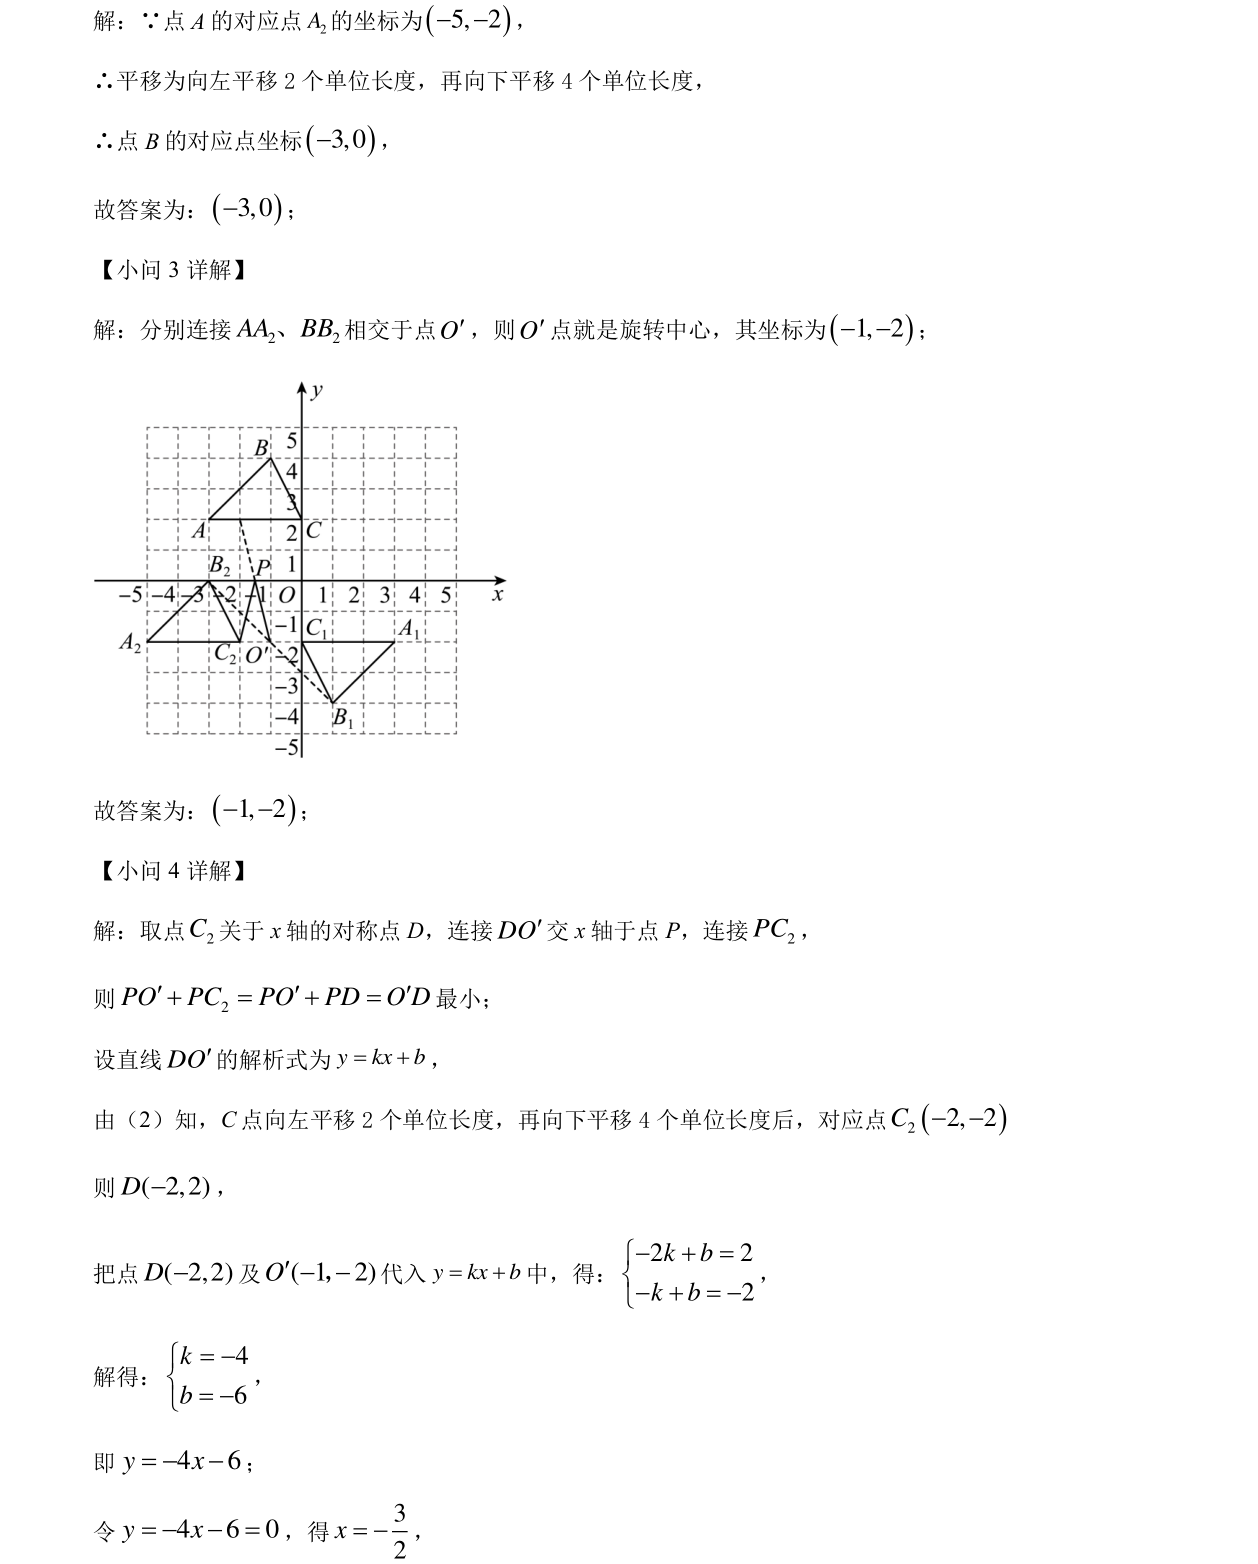 解：∵点 A 的对应点 A₂ 的坐标为(−5,−2)，
∴平移为向左平移 2 个单位长度，再向下平移 4 个单位长度，
∴点 B 的对应点坐标(−3,0)，
故答案为：(−3,0)；
【小问 3 详解】
解：分别连接 AA₂、BB₂ 相交于点 O′，则 O′ 点就是旋转中心，其坐标为(−1,−2)；
y
5
B
4
3
A
2 C
B₂ P 1
−5 −4 −3 −2 −1 O 1 2 3 4 5 x
−1 C₁ A₁
A₂ C₂ O′ −2
−3
−4 B₁
−5
故答案为：(−1,−2)；
【小问 4 详解】
解：取点 C₂ 关于 x 轴的对称点 D，连接 DO′ 交 x 轴于点 P，连接 PC₂，
则 PO′ + PC₂ = PO′ + PD = O′D 最小；
设直线 DO′ 的解析式为 y = kx + b，
由（2）知，C 点向左平移 2 个单位长度，再向下平移 4 个单位长度后，对应点 C₂(−2,−2)
则 D(−2,2)，
把点 D(−2,2) 及 O′(−1,−2) 代入 y = kx + b 中，得：{−2k + b = 2
−k + b = −2，
解得：{k = −4
b = −6，
即 y = −4x − 6；
令 y = −4x − 6 = 0，得 x = −3/2，